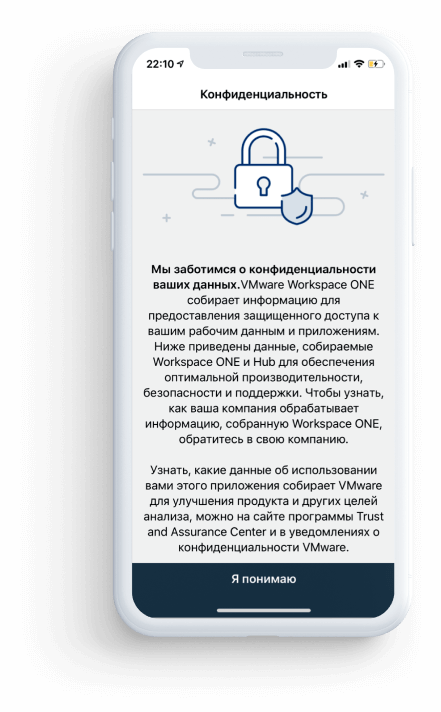 22:10
Конфиденциальность
Мы заботимся о конфиденциальности
ваших данных.VMware Workspace ONE
собирает информацию для
предоставления защищенного доступа к
вашим рабочим данным и приложениям.
Ниже приведены данные, собираемые
Workspace ONE и Hub для обеспечения
оптимальной производительности,
безопасности и поддержки. Чтобы узнать,
как ваша компания обрабатывает
информацию, собранную Workspace ONE,
обратитесь в свою компанию.
Узнать, какие данные об использовании
вами этого приложения собирает VMware
для улучшения продукта и других целей
анализа, можно на сайте программы Trust
and Assurance Center и в уведомлениях о
конфиденциальности VMware.
Я понимаю